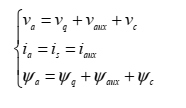 v_a = v_q + v_aux + v_c
i_a = i_s = i_aux
ψ_a = ψ_q + ψ_aux + ψ_c